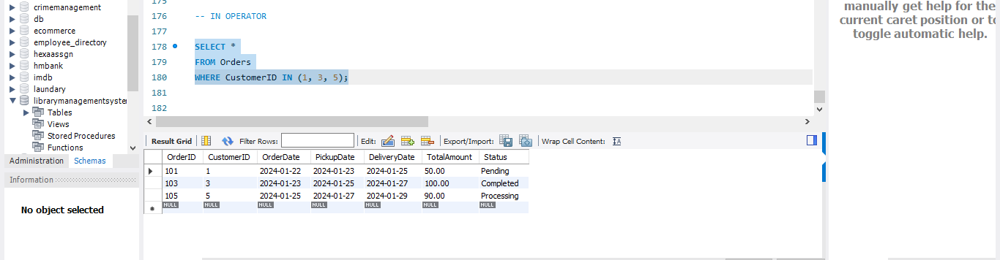 crimemanagement
db
ecommerce
employee_directory
hexaassgn
hmbank
imdb
laundary
librarymanagementsyste
Tables
Views
Stored Procedures
Functions
Administration Schemas
Information
No object selected
175
176 -- IN OPERATOR
177
178 SELECT *
179 FROM Orders
180 WHERE CustomerID IN (1, 3, 5);
181
182
Result Grid Filter Rows: Edit: Export/Import: Wrap Cell Content:
OrderID CustomerID OrderDate PickupDate DeliveryDate TotalAmount Status
101 1 2024-01-22 2024-01-23 2024-01-25 50.00 Pending
103 3 2024-01-23 2024-01-25 2024-01-27 100.00 Completed
105 5 2024-01-25 2024-01-27 2024-01-29 90.00 Processing
NULL NULL NULL NULL NULL NULL NULL
manually get help for the
current caret position or to
toggle automatic help.